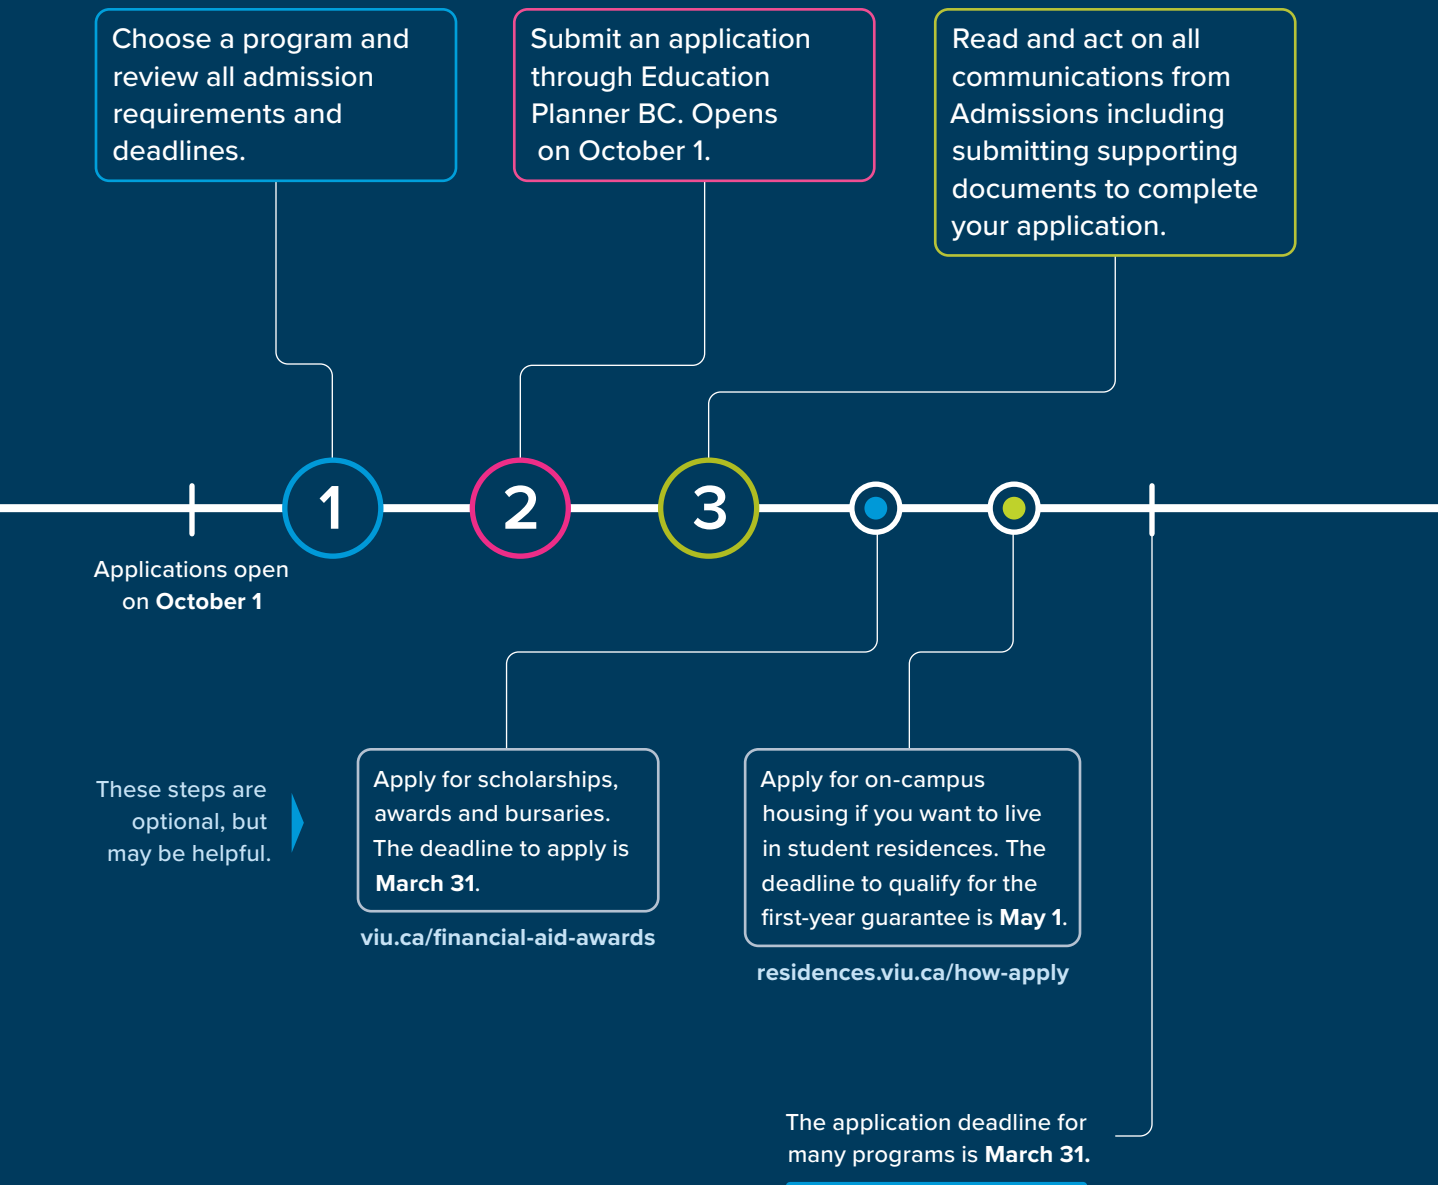 Choose a program and
review all admission
requirements and
deadlines.
Submit an application
through Education
Planner BC. Opens
on October 1.
Read and act on all
communications from
Admissions including
submitting supporting
documents to complete
your application.
1
2
3
Applications open
on October 1
These steps are
optional, but
may be helpful.
Apply for scholarships,
awards and bursaries.
The deadline to apply is
March 31.
viu.ca/financial-aid-awards
Apply for on-campus
housing if you want to live
in student residences. The
deadline to qualify for the
first-year guarantee is May 1.
residences.viu.ca/how-apply
The application deadline for
many programs is March 31.